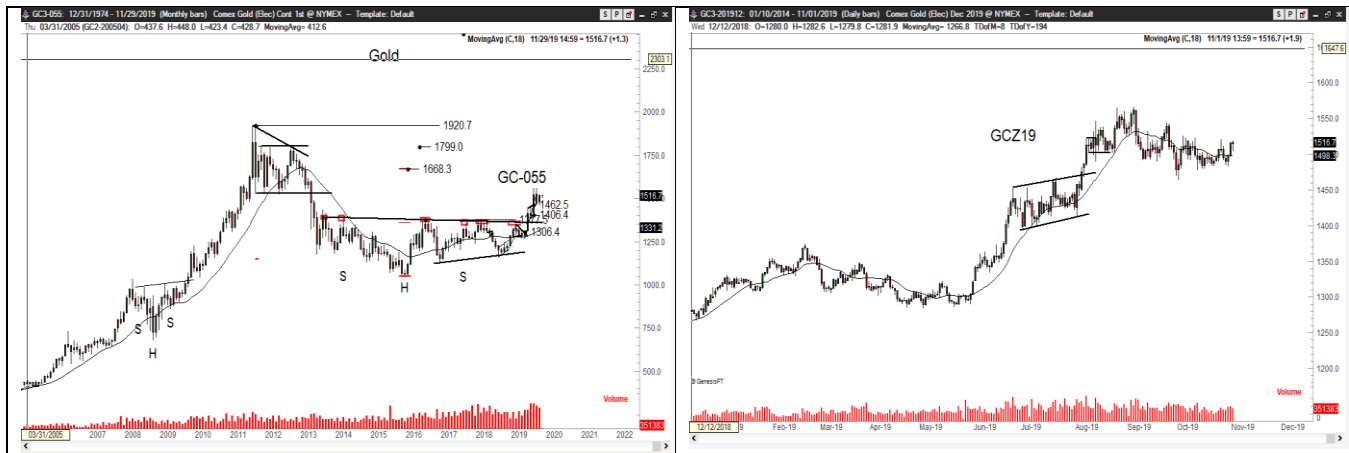 GC3-055: 12/31/1974 - 11/29/2019 (Monthly bars) Comex Gold (Elec) Cont 1st @ NYMEX -- Template: Default
S P
Thu 03/31/2005 (GC2-200504) O=437.6 H=448.0 L=423.4 C=428.7 MovingAvg= 412.6
MovingAvg (C,18) 11/29 14:59 = 1516.7 (+1.3)
Gold
2303.1
2250.0
2000.0
1920.7
1799.0
1750.0
1668.3
GC-055
1516.7
1462.5
1406.4
1331.2
1306.4
1250.0
S
H
S
1000.0
S
S
H
750.0
500.0
Volume
351383
03/31/2005 2007 2008 2009 2010 2011 2012 2013 2014 2015 2016 2017 2018 2019 2020 2021 2022
GC3-201912: 01/10/2014 - 11/01/2019 (Daily bars) Comex Gold (Elec) Dec 2019 @ NYMEX -- Template: Default
S P
Wed 12/12/2018: O=1280.0 H=1282.6 L=1279.8 C=1281.9 MovingAvg= 1266.8 TDofM=8 TDofY=194
MovingAvg (C,18) 11/1/19 13:59 = 1516.7 (+1.9)
1647.6
1600.0
1550.0
GCZ19
1516.7
1498.3
1450.0
1400.0
1350.0
1300.0
1250.0
1200.0
© GenesisFT
Volume
351383
0
12/12/2018 Feb-19 Mar-19 Apr-19 May-19 Jun-19 Jul-19 Aug-19 Sep-19 Oct-19 Nov-19 Dec-19